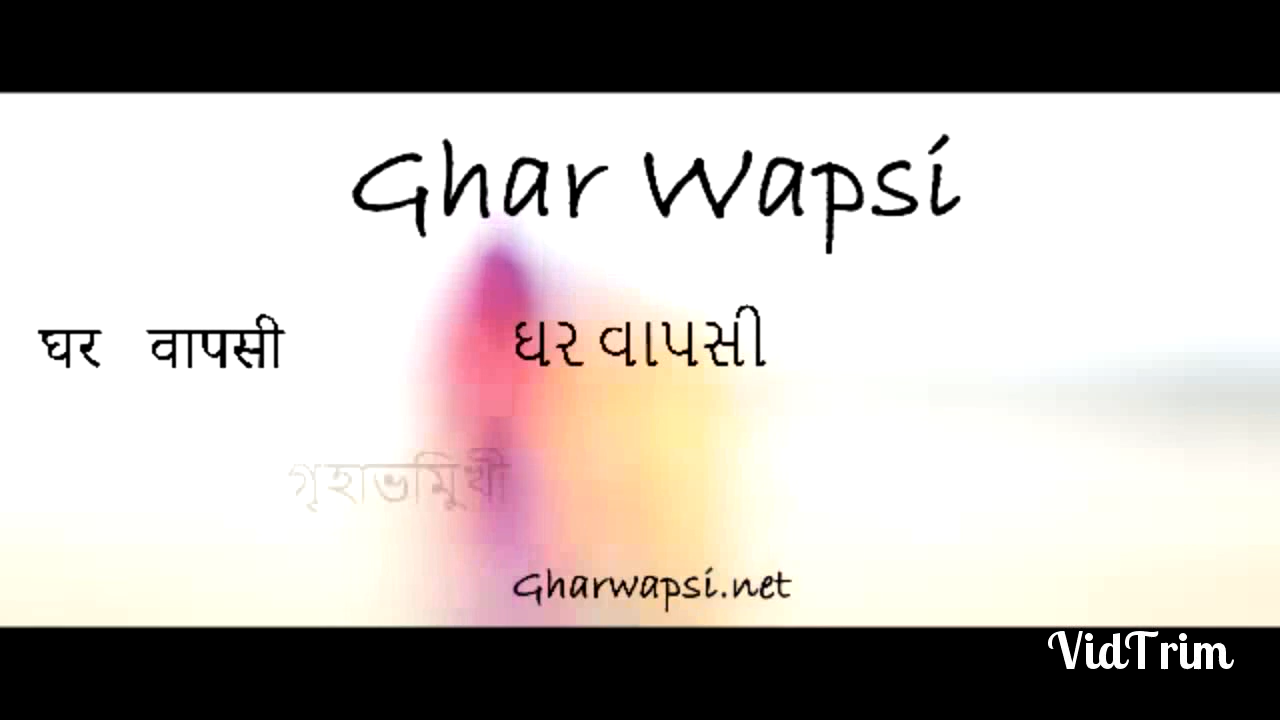 Ghar Wapsi
घर वापसी
ઘર વાપસી
গৃহাভিমুখী
Gharwapsi.net
VidTrim